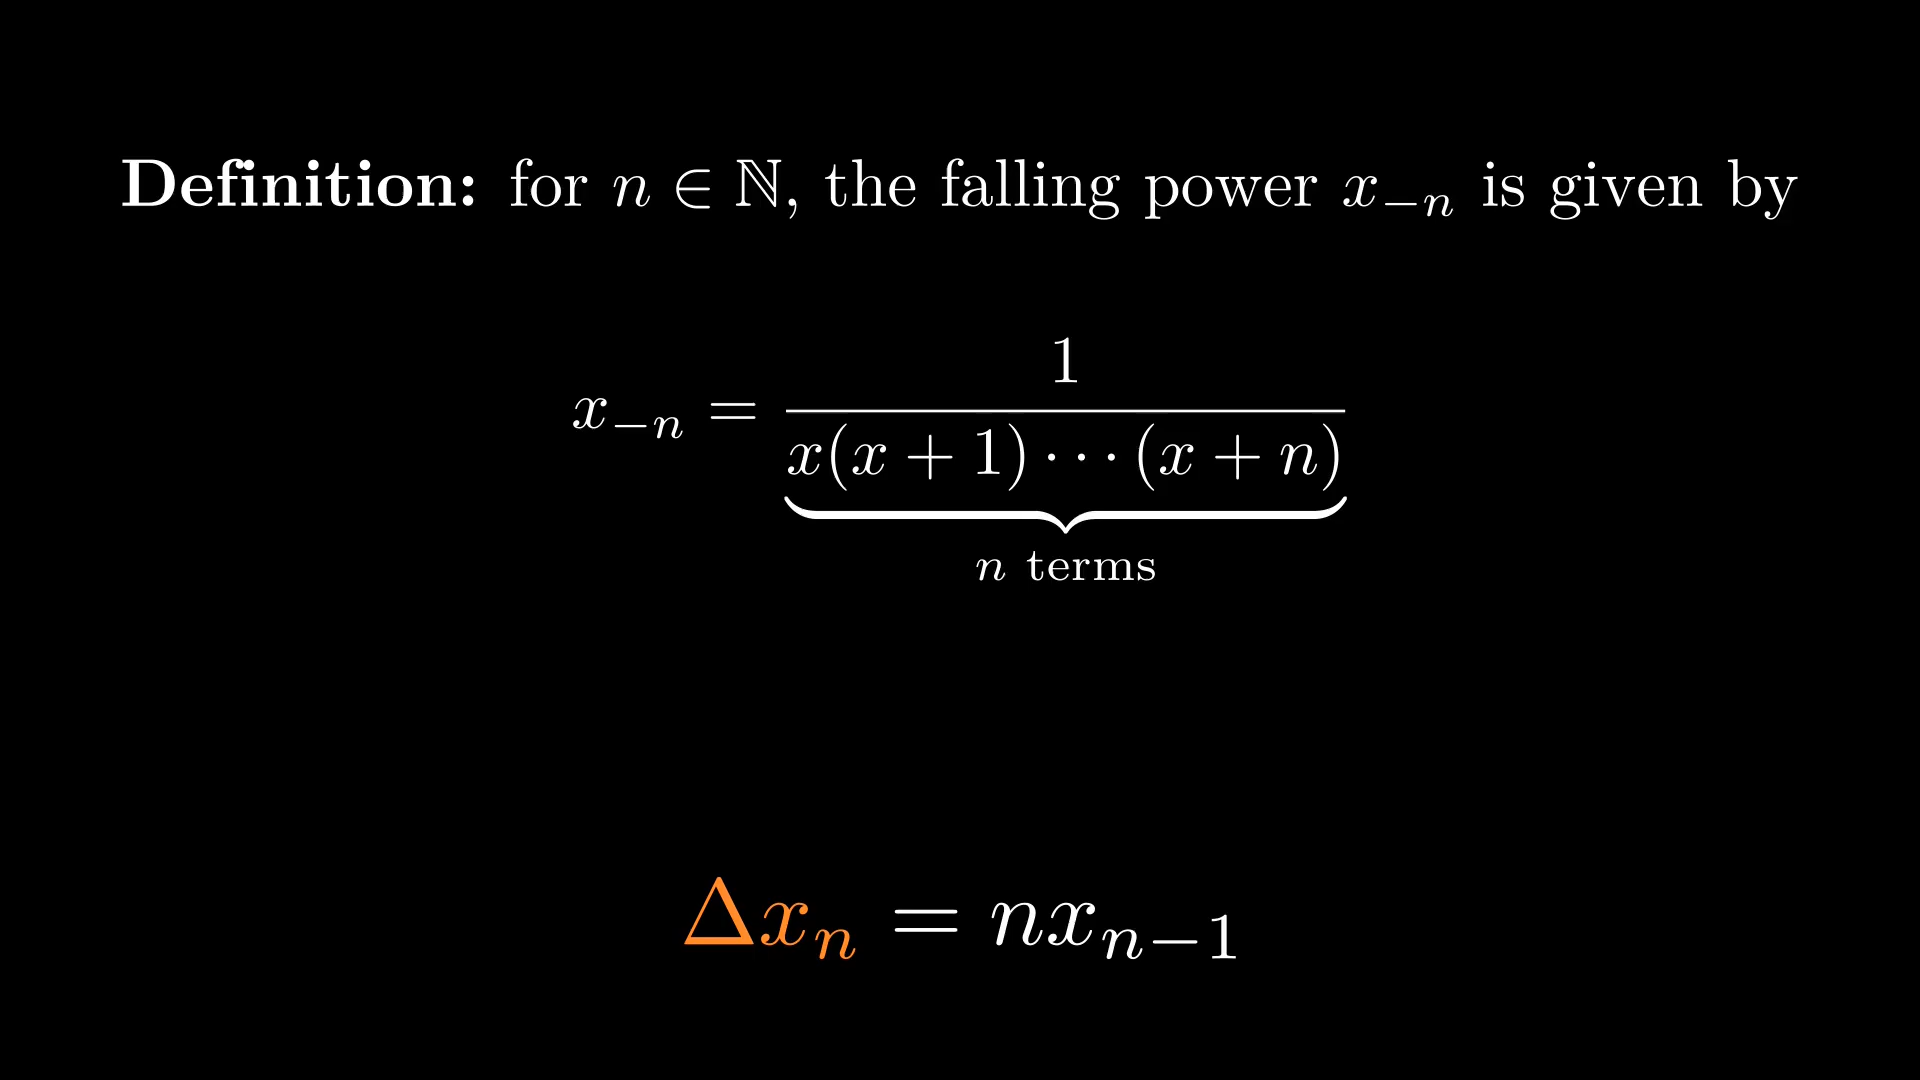 Definition: for n ∈ ℕ, the falling power x₋ₙ is given by
x₋ₙ = 1 / x(x + 1) ⋯ (x + n)
n terms
Δxₙ = nxₙ₋₁